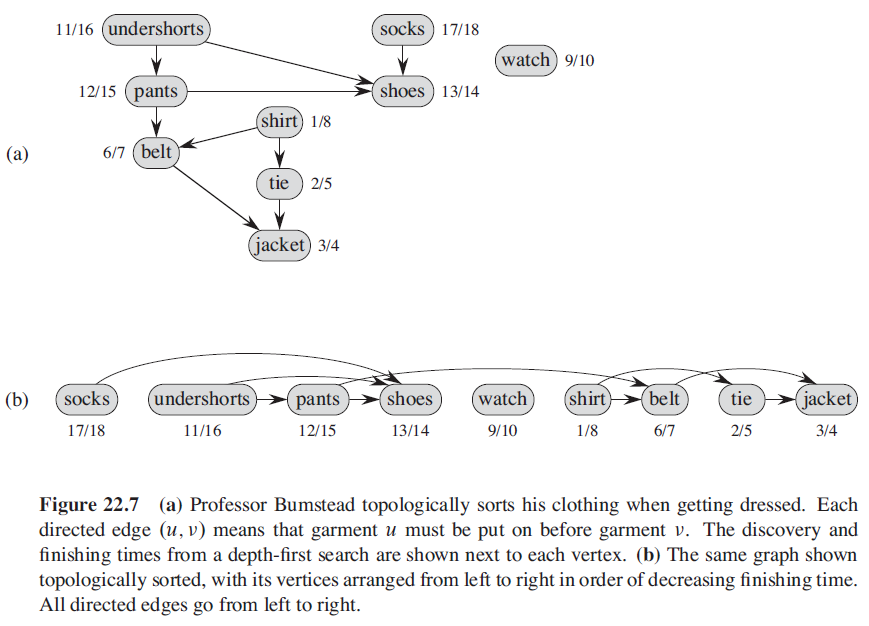 11/16 undershorts socks 17/18
watch 9/10
12/15 pants shoes 13/14
shirt 1/8
(a) 6/7 belt
tie 2/5
jacket 3/4
(b) socks undershorts pants shoes watch shirt belt tie jacket
17/18 11/16 12/15 13/14 9/10 1/8 6/7 2/5 3/4
Figure 22.7 (a) Professor Bumstead topologically sorts his clothing when getting dressed. Each
directed edge (u, v) means that garment u must be put on before garment v. The discovery and
finishing times from a depth-first search are shown next to each vertex. (b) The same graph shown
topologically sorted, with its vertices arranged from left to right in order of decreasing finishing time.
All directed edges go from left to right.